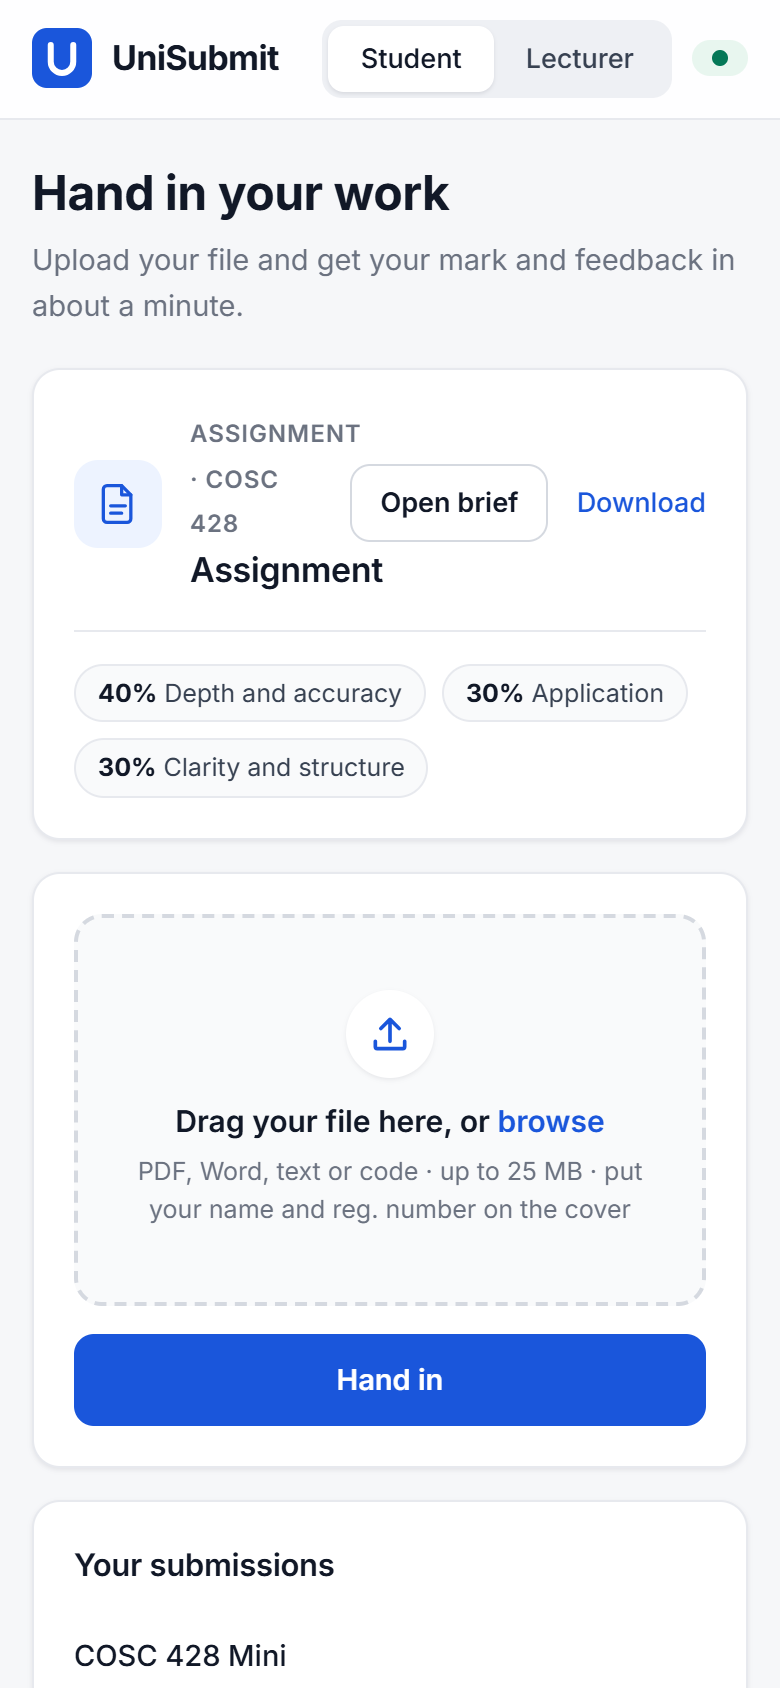 U UniSubmit Student Lecturer
Hand in your work
Upload your file and get your mark and feedback in
about a minute.
ASSIGNMENT
· COSC
428
Assignment
Open brief Download
40% Depth and accuracy 30% Application
30% Clarity and structure
Drag your file here, or browse
PDF, Word, text or code · up to 25 MB · put
your name and reg. number on the cover
Hand in
Your submissions
COSC 428 Mini